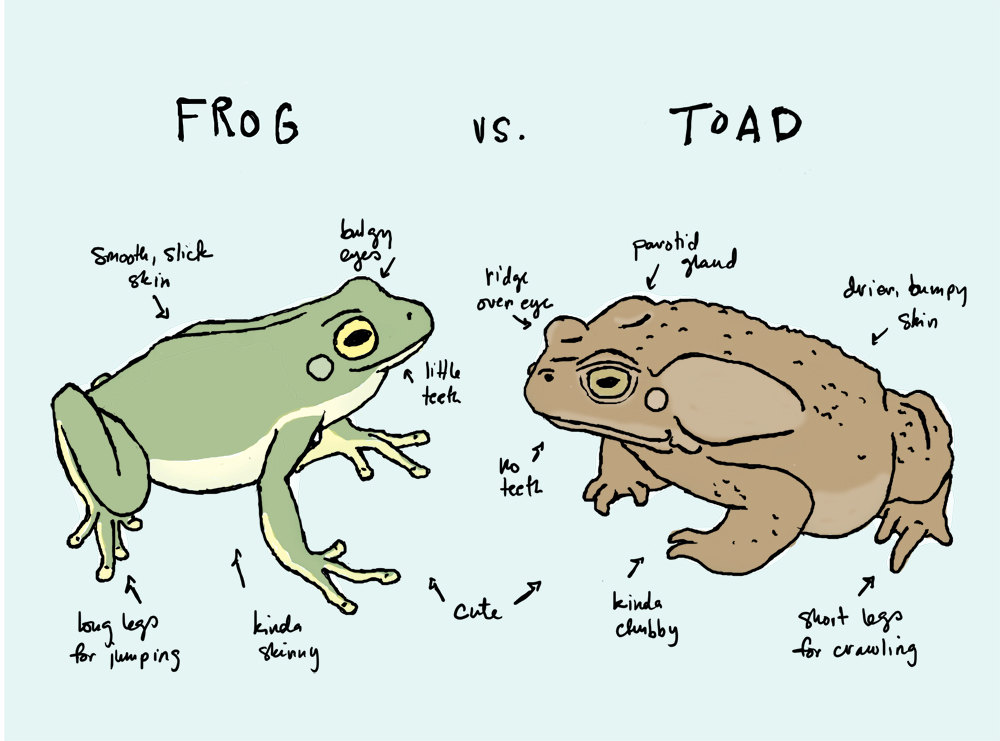 FROG vs. TOAD
smooth, slick
skin
bulgy
eyes
little
teeth
long legs
for jumping
kinda
skinny
cute
ridge
over eye
parotid
gland
drier, bumpy
skin
no
teeth
kinda
chubby
short legs
for crawling